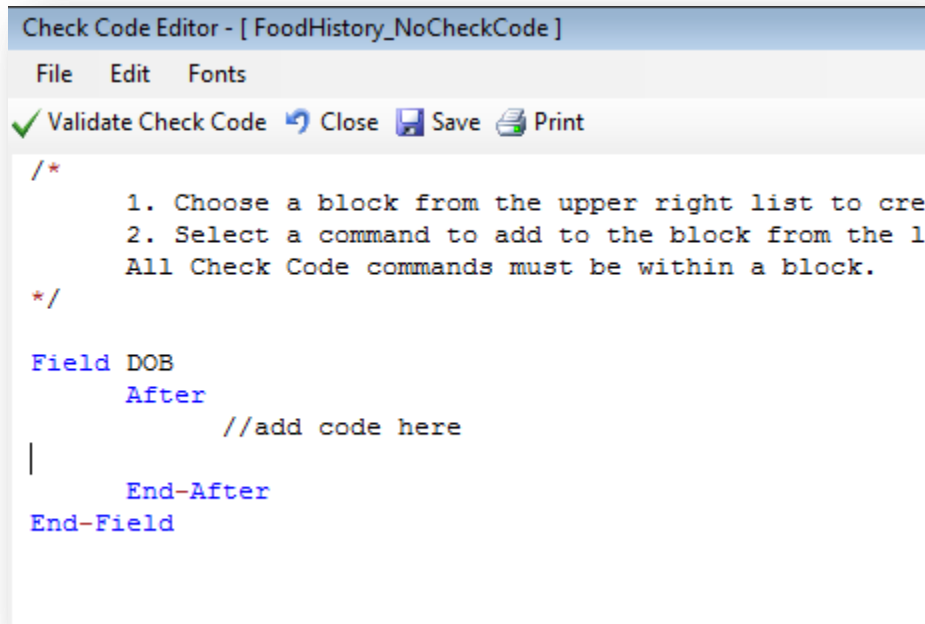 Check Code Editor - [ FoodHistory_NoCheckCode ]
File Edit Fonts
Validate Check Code Close Save Print
/*
1. Choose a block from the upper right list to cre
2. Select a command to add to the block from the l
All Check Code commands must be within a block.
*/
Field DOB
After
//add code here
End-After
End-Field